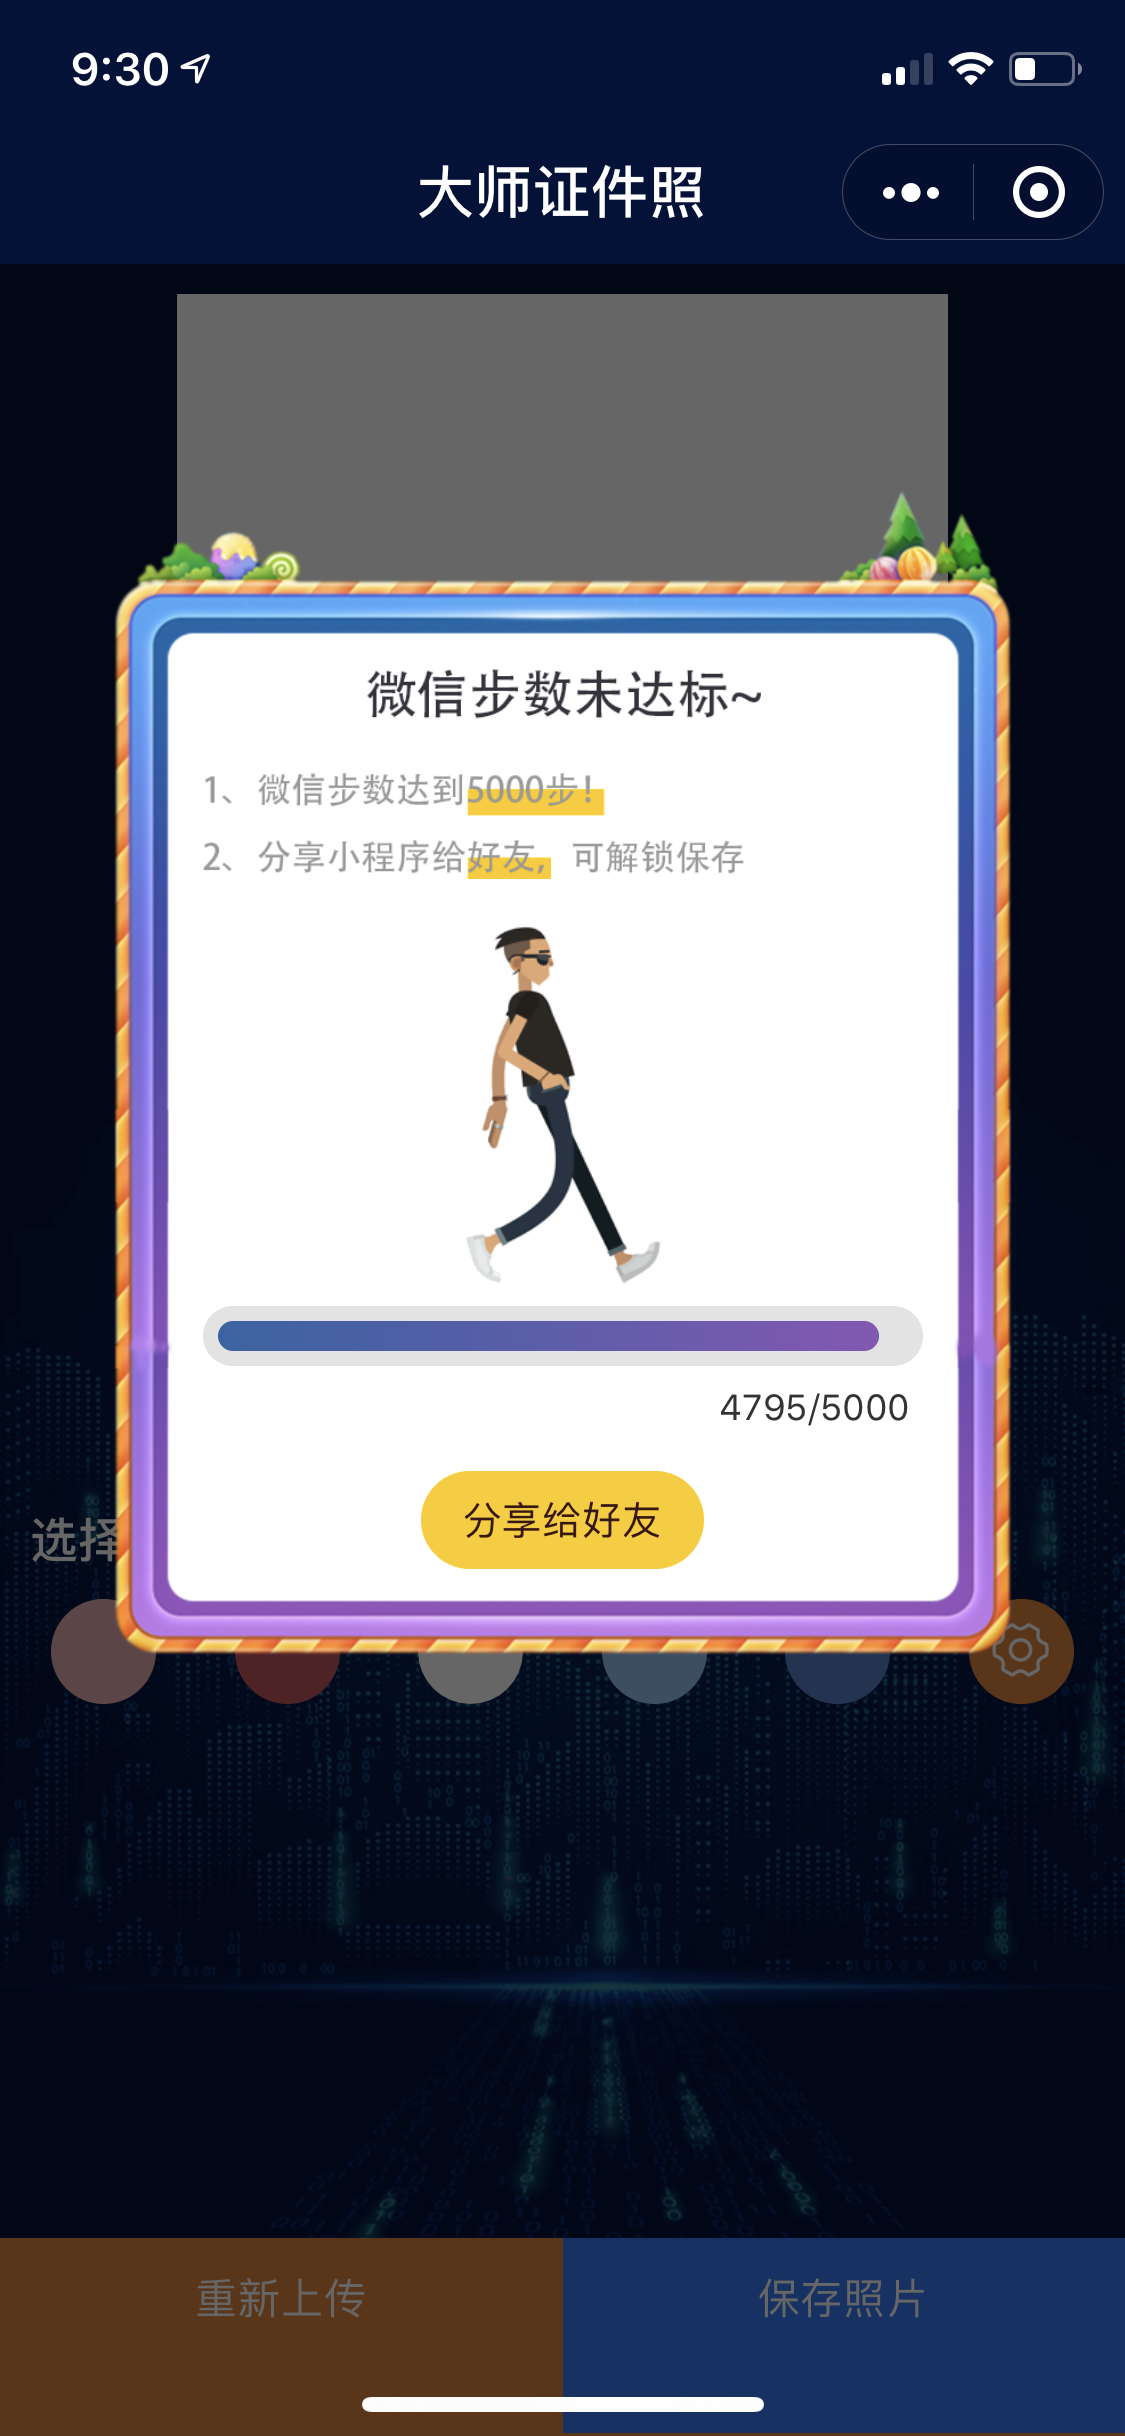 9:30
大师证件照
微信步数未达标~
1、微信步数达到5000步!
2、分享小程序给好友, 可解锁保存
4795/5000
分享给好友
选择
重新上传
保存照片